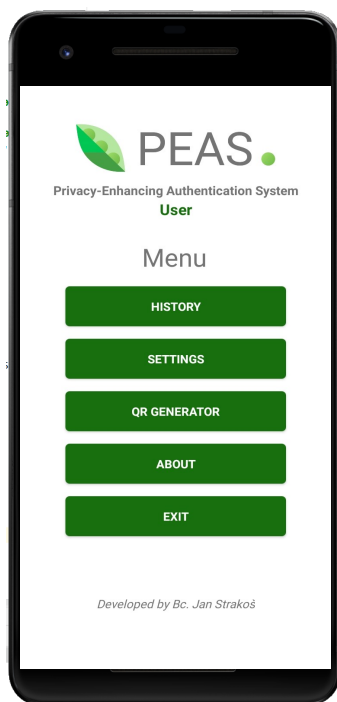 PEAS
Privacy-Enhancing Authentication System
User
Menu
HISTORY
SETTINGS
QR GENERATOR
ABOUT
EXIT
Developed by Bc. Jan Strakoš